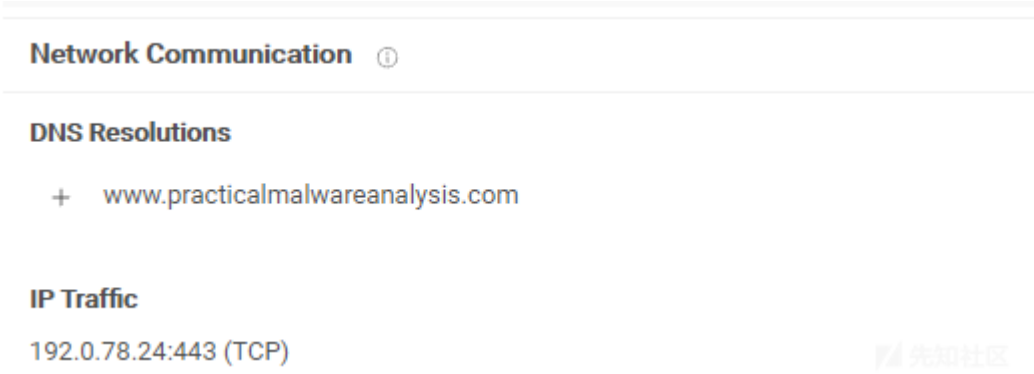 Network Communication
DNS Resolutions
+ www.practicalmalwareanalysis.com
IP Traffic
192.0.78.24:443 (TCP)
先知社区